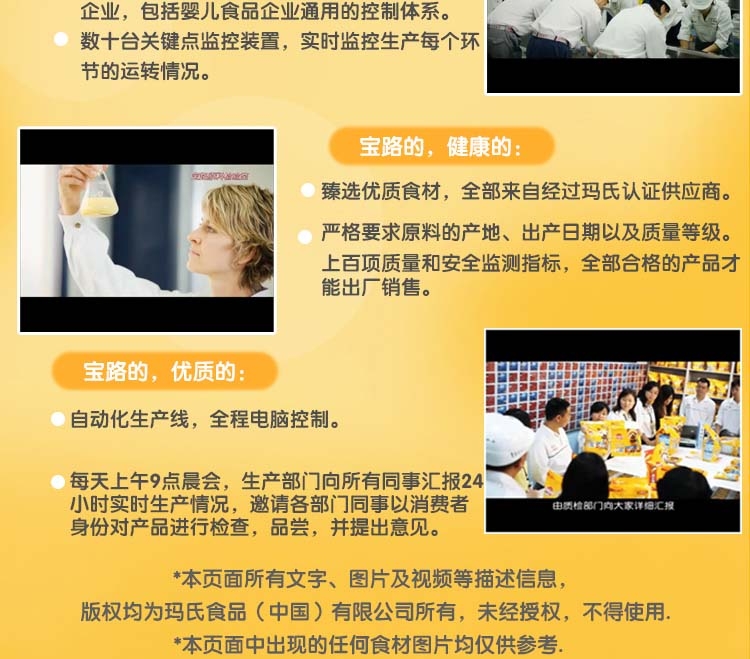 企业，包括婴儿食品企业通用的控制体系。
数十台关键点监控装置，实时监控生产每个环
节的运转情况。
宝路的，健康的：
臻选优质食材，全部来自经过玛氏认证供应商。
严格要求原料的产地、出产日期以及质量等级。
上百项质量和安全监测指标，全部合格的产品才
能出厂销售。
宝路的，优质的：
自动化生产线，全程电脑控制。
每天上午9点晨会，生产部门向所有同事汇报24
小时实时生产情况，邀请各部门同事以消费者
身份对产品进行检查，品尝，并提出意见。
由质检部门向大家详细汇报
*本页面所有文字、图片及视频等描述信息，
版权均为玛氏食品（中国）有限公司所有，未经授权，不得使用.
*本页面中出现的任何食材图片均仅供参考.